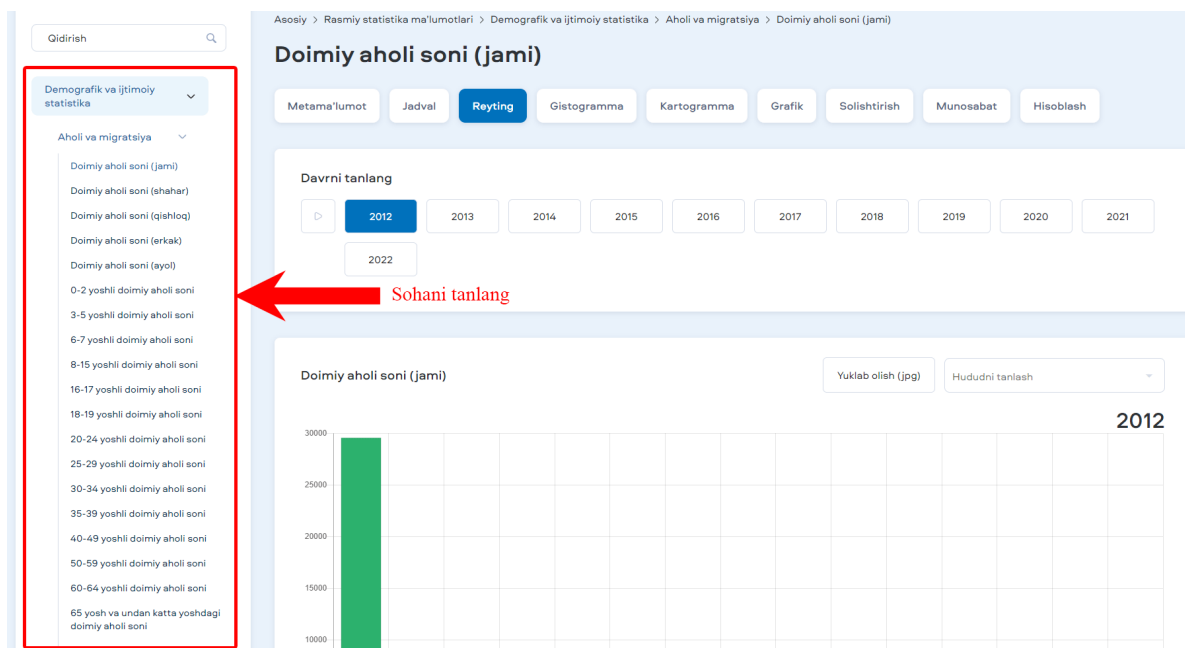 Asosiy > Rasmiy statistika ma'lumotlari > Demografik va ijtimoiy statistika > Aholi va migratsiya > Doimiy aholi soni (jami)
Qidirish
Demografik va ijtimoiy
statistika
Aholi va migratsiya
Doimiy aholi soni (jami)
Doimiy aholi soni (shahar)
Doimiy aholi soni (qishloq)
Doimiy aholi soni (erkak)
Doimiy aholi soni (ayol)
0-2 yoshli doimiy aholi soni
3-5 yoshli doimiy aholi soni
6-7 yoshli doimiy aholi soni
8-15 yoshli doimiy aholi soni
16-17 yoshli doimiy aholi soni
18-19 yoshli doimiy aholi soni
20-24 yoshli doimiy aholi soni
25-29 yoshli doimiy aholi soni
30-34 yoshli doimiy aholi soni
35-39 yoshli doimiy aholi soni
40-49 yoshli doimiy aholi soni
50-59 yoshli doimiy aholi soni
60-64 yoshli doimiy aholi soni
65 yosh va undan katta yoshdagi
doimiy aholi soni
Doimiy aholi soni (jami)
Metama'lumot Jadval Reyting Gistogramma Kartogramma Grafik Solishtirish Munosabat Hisoblash
Davrni tanlang
2012 2013 2014 2015 2016 2017 2018 2019 2020 2021
2022
Sohani tanlang
Doimiy aholi soni (jami) Yuklab olish (jpg) Hududni tanlash
2012
30000
25000
20000
15000
10000